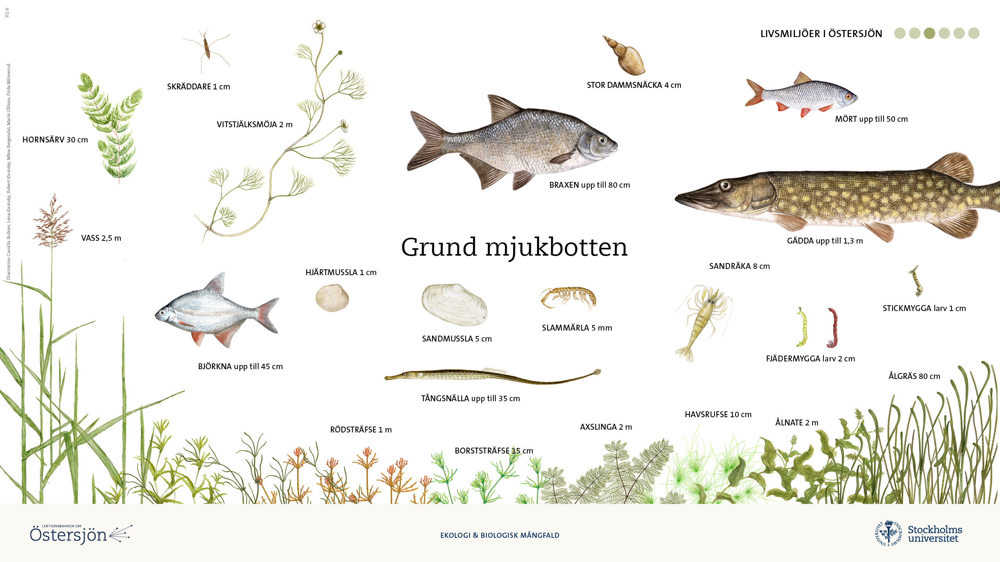 V1.0
Illustration Camilla Bollner, Lena Kautsky, Robert Kautsky, Måns Bergendal, Maria Ullbors, Frida Mörnerud
LIVSMILJÖER I ÖSTERSJÖN
SKRÄDDARE 1 cm
STOR DAMMSNÄCKA 4 cm
MÖRT upp till 50 cm
VITSTJÄLKSMÖJA 2 m
HORNSÄRV 30 cm
BRAXEN upp till 80 cm
VASS 2,5 m
GÄDDA upp till 1,3 m
Grund mjukbotten
SANDRÄKA 8 cm
HJÄRTMUSSLA 1 cm
STICKMYGGA larv 1 cm
SLAMMÄRLA 5 mm
SANDMUSSLA 5 cm
FJÄDERMYGGA larv 2 cm
BJÖRKNA upp till 45 cm
ÅLGRÄS 80 cm
TÅNGSNÄLLA upp till 35 cm
HAVSRUFSE 10 cm
ÅLNATE 2 m
AXSLINGA 2 m
RÖDSTRÄFSE 1 m
BORSTSTRÄFSE 15 cm
LEKTIONSBANKEN OM
Östersjön
EKOLOGI & BIOLOGISK MÅNGFALD
STOCKHOLMS UNIVERSITET
Stockholms
universitet